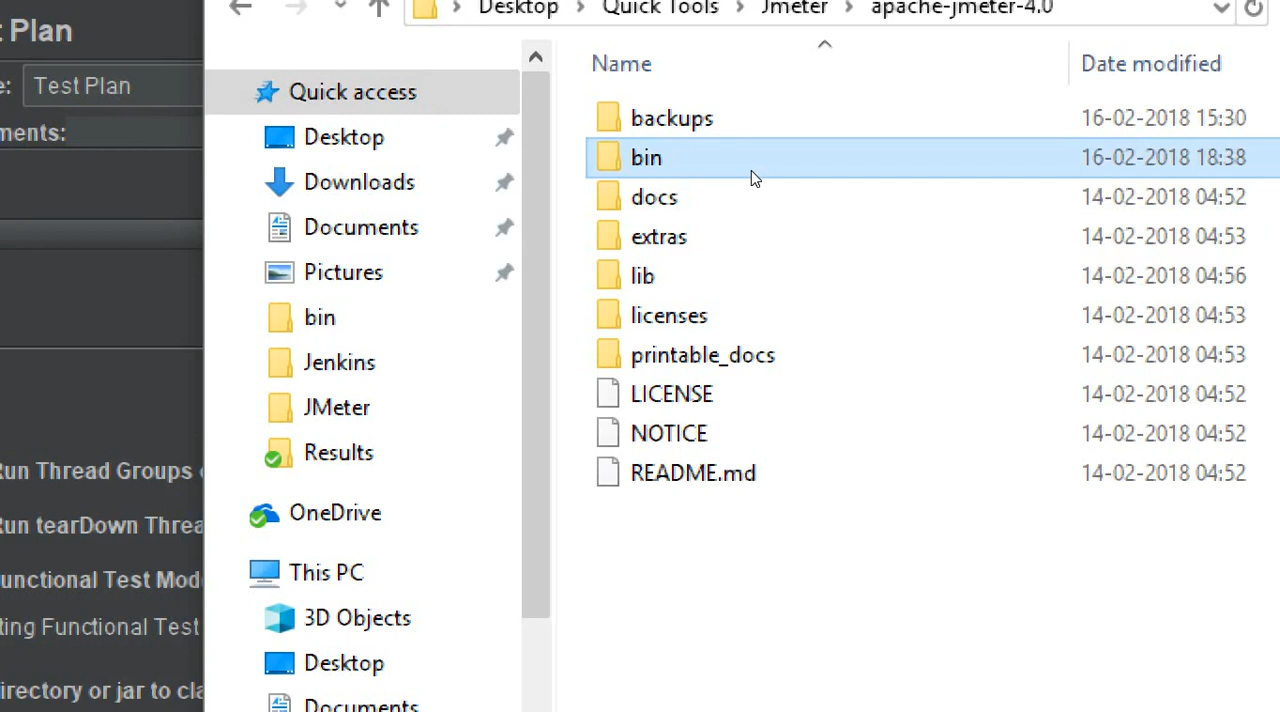 Desktop > Quick Tools > Jmeter > apache-jmeter-4.0
t Plan
e: Test Plan
ments:
Run Thread Groups
Run tearDown Threa
unctional Test Mode
ting Functional Test
irectory or jar to cla
Quick access
Desktop
Downloads
Documents
Pictures
bin
Jenkins
JMeter
Results
OneDrive
This PC
3D Objects
Desktop
Documents
Name Date modified
backups 16-02-2018 15:30
bin 16-02-2018 18:38
docs 14-02-2018 04:52
extras 14-02-2018 04:53
lib 14-02-2018 04:56
licenses 14-02-2018 04:53
printable_docs 14-02-2018 04:53
LICENSE 14-02-2018 04:52
NOTICE 14-02-2018 04:52
README.md 14-02-2018 04:52